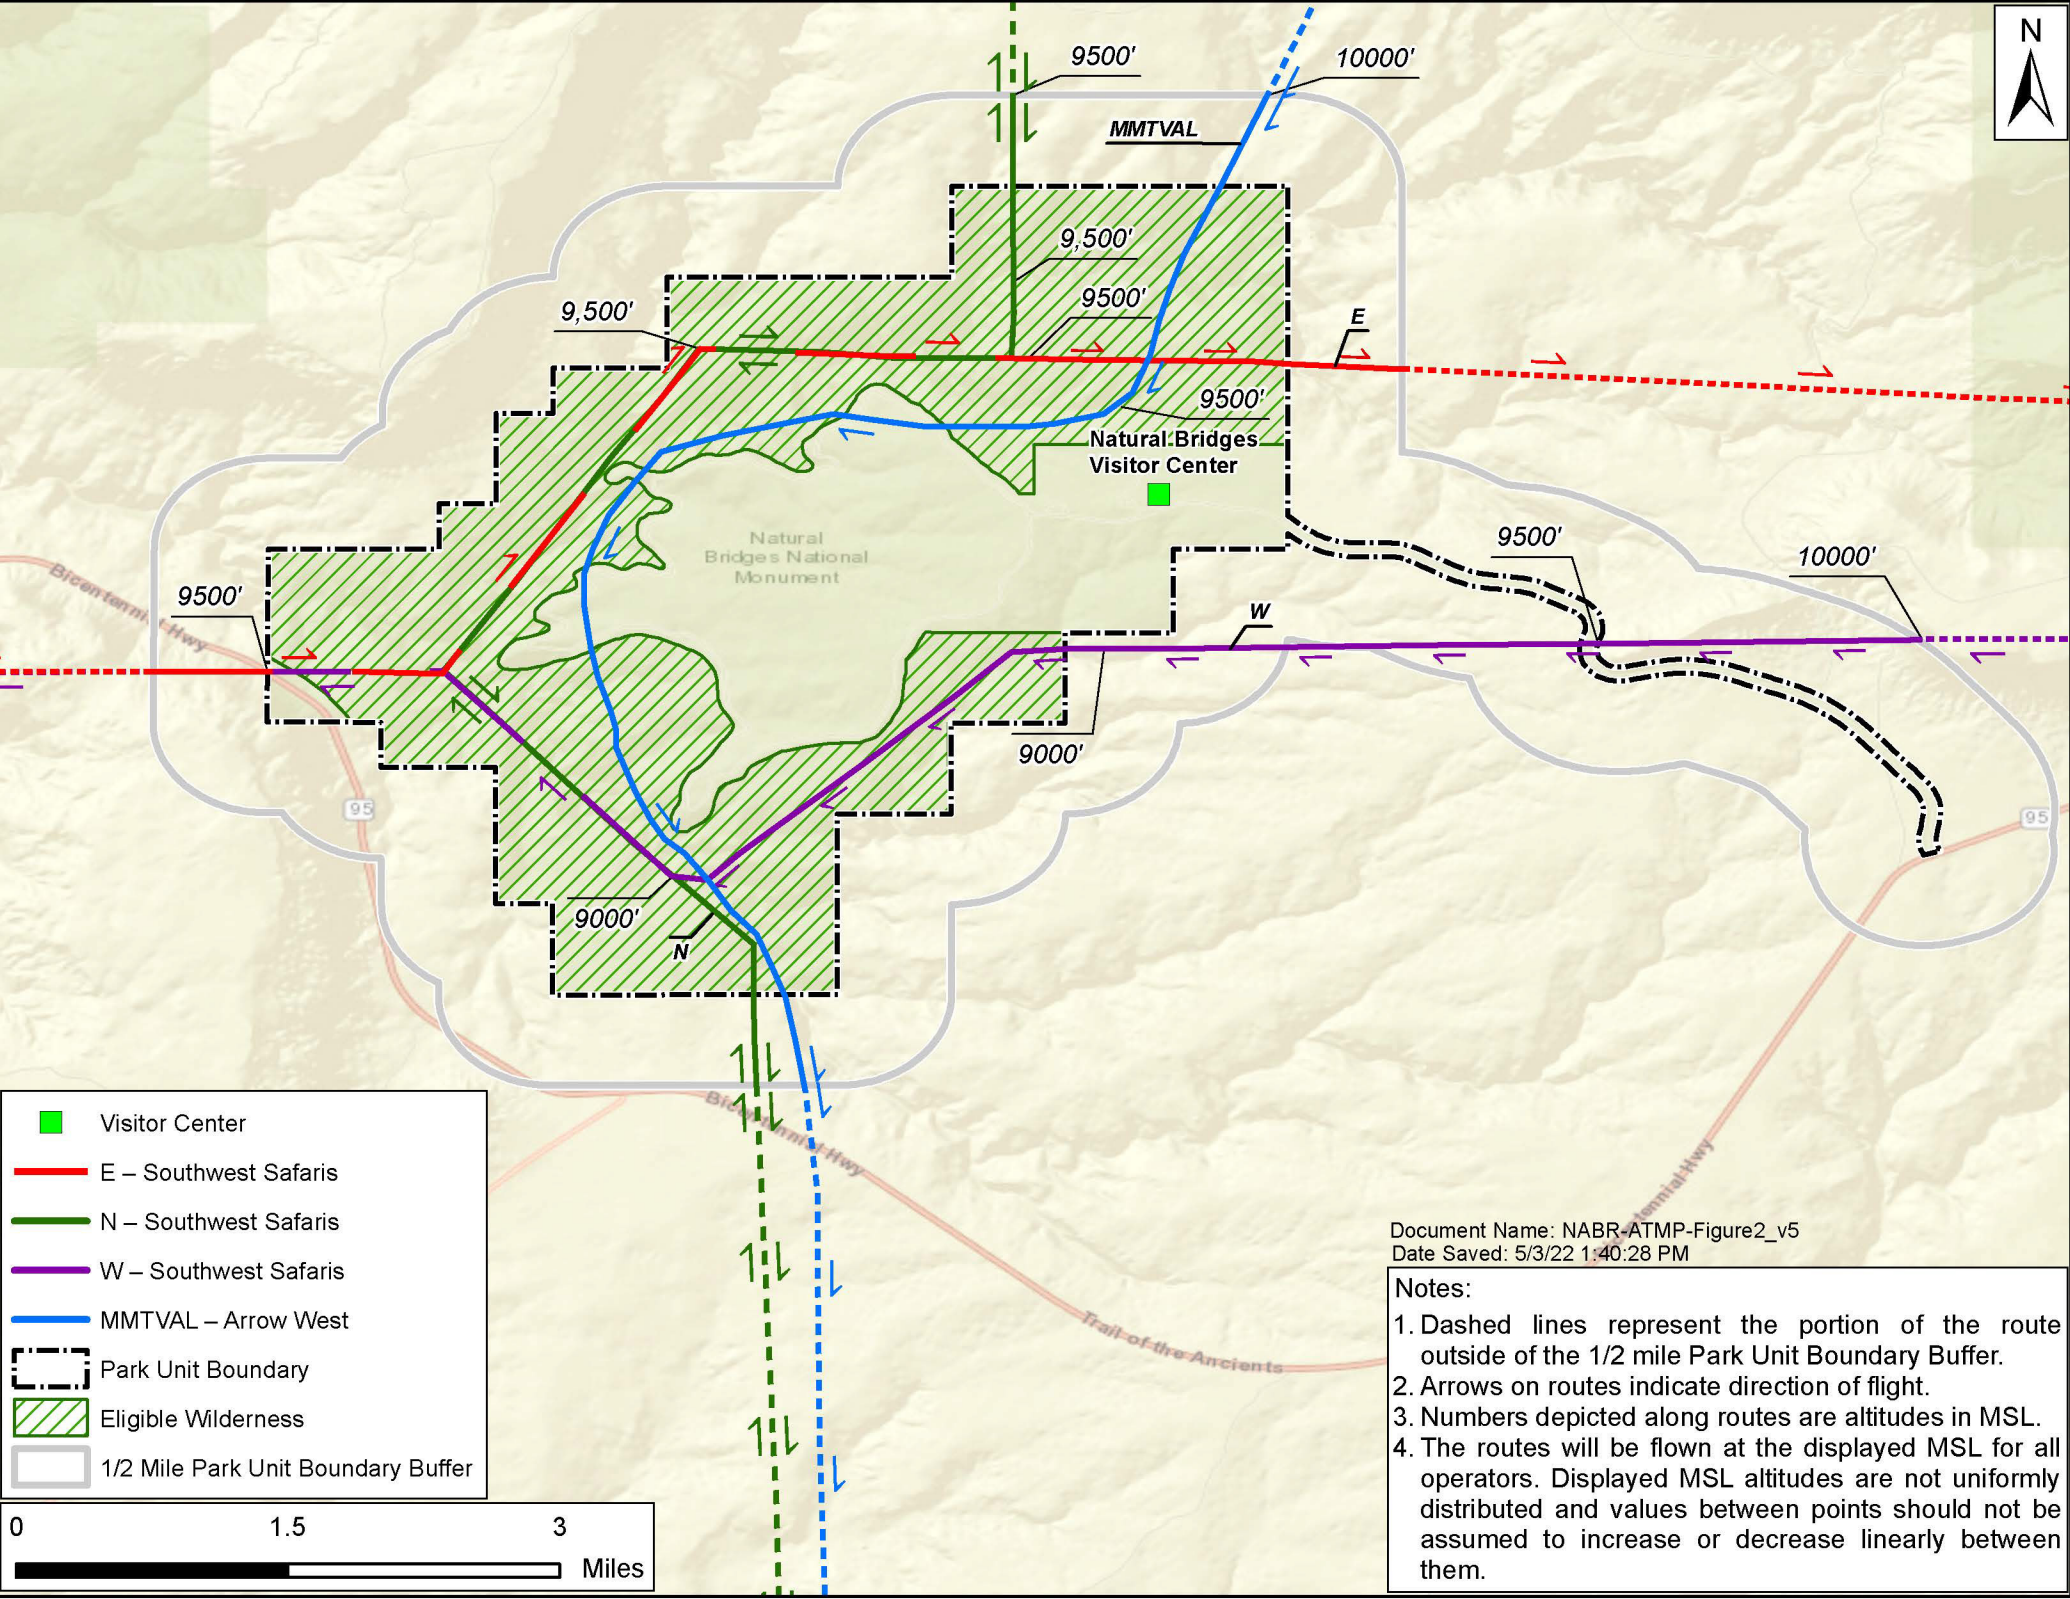 N
9500'
10000'
MMTVAL
9,500'
9500'
9,500'
E
9500'
Natural Bridges
Visitor Center
Natural
Bridges National
Monument
9500'
10000'
Bicentennial Hwy
9500'
W
9000'
95
95
9000'
N
Bicentennial Hwy
Bicentennial Hwy
Trail of the Ancients
Visitor Center
E – Southwest Safaris
N – Southwest Safaris
W – Southwest Safaris
MMTVAL – Arrow West
Park Unit Boundary
Eligible Wilderness
1/2 Mile Park Unit Boundary Buffer
0 1.5 3
Miles
Document Name: NABR-ATMP-Figure2_v5
Date Saved: 5/3/22 1:40:28 PM
Notes:
1. Dashed lines represent the portion of the route
outside of the 1/2 mile Park Unit Boundary Buffer.
2. Arrows on routes indicate direction of flight.
3. Numbers depicted along routes are altitudes in MSL.
4. The routes will be flown at the displayed MSL for all
operators. Displayed MSL altitudes are not uniformly
distributed and values between points should not be
assumed to increase or decrease linearly between
them.